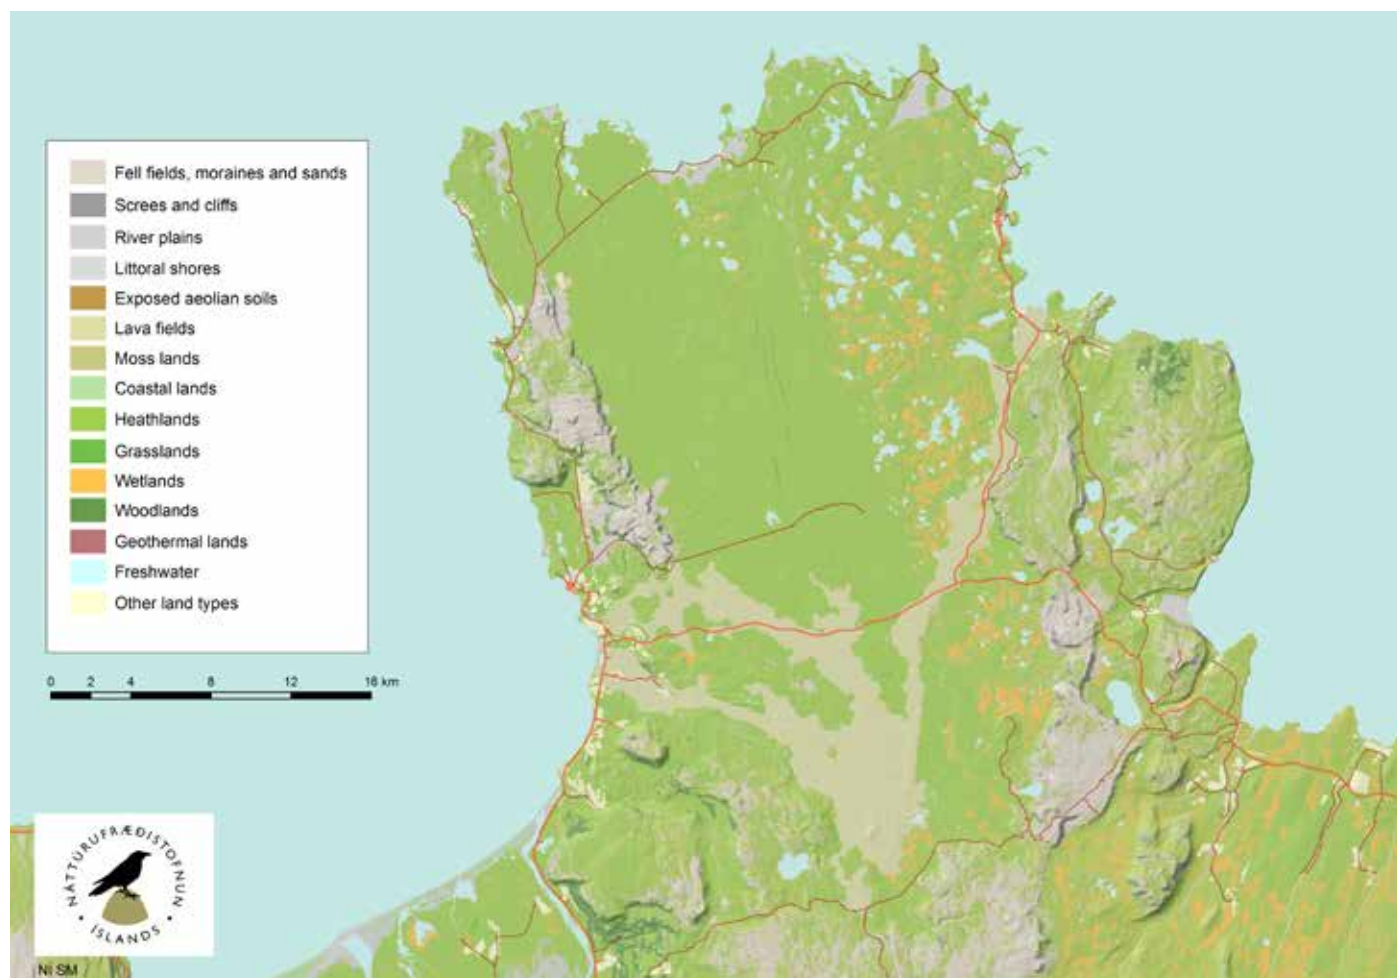 Fell fields, moraines and sands
Screes and cliffs
River plains
Littoral shores
Exposed aeolian soils
Lava fields
Moss lands
Coastal lands
Heathlands
Grasslands
Wetlands
Woodlands
Geothermal lands
Freshwater
Other land types
0 2 4 8 12 16 km
NÁTTÚRUFRÆÐISTOFNUN
• ÍSLANDS •
NI SM